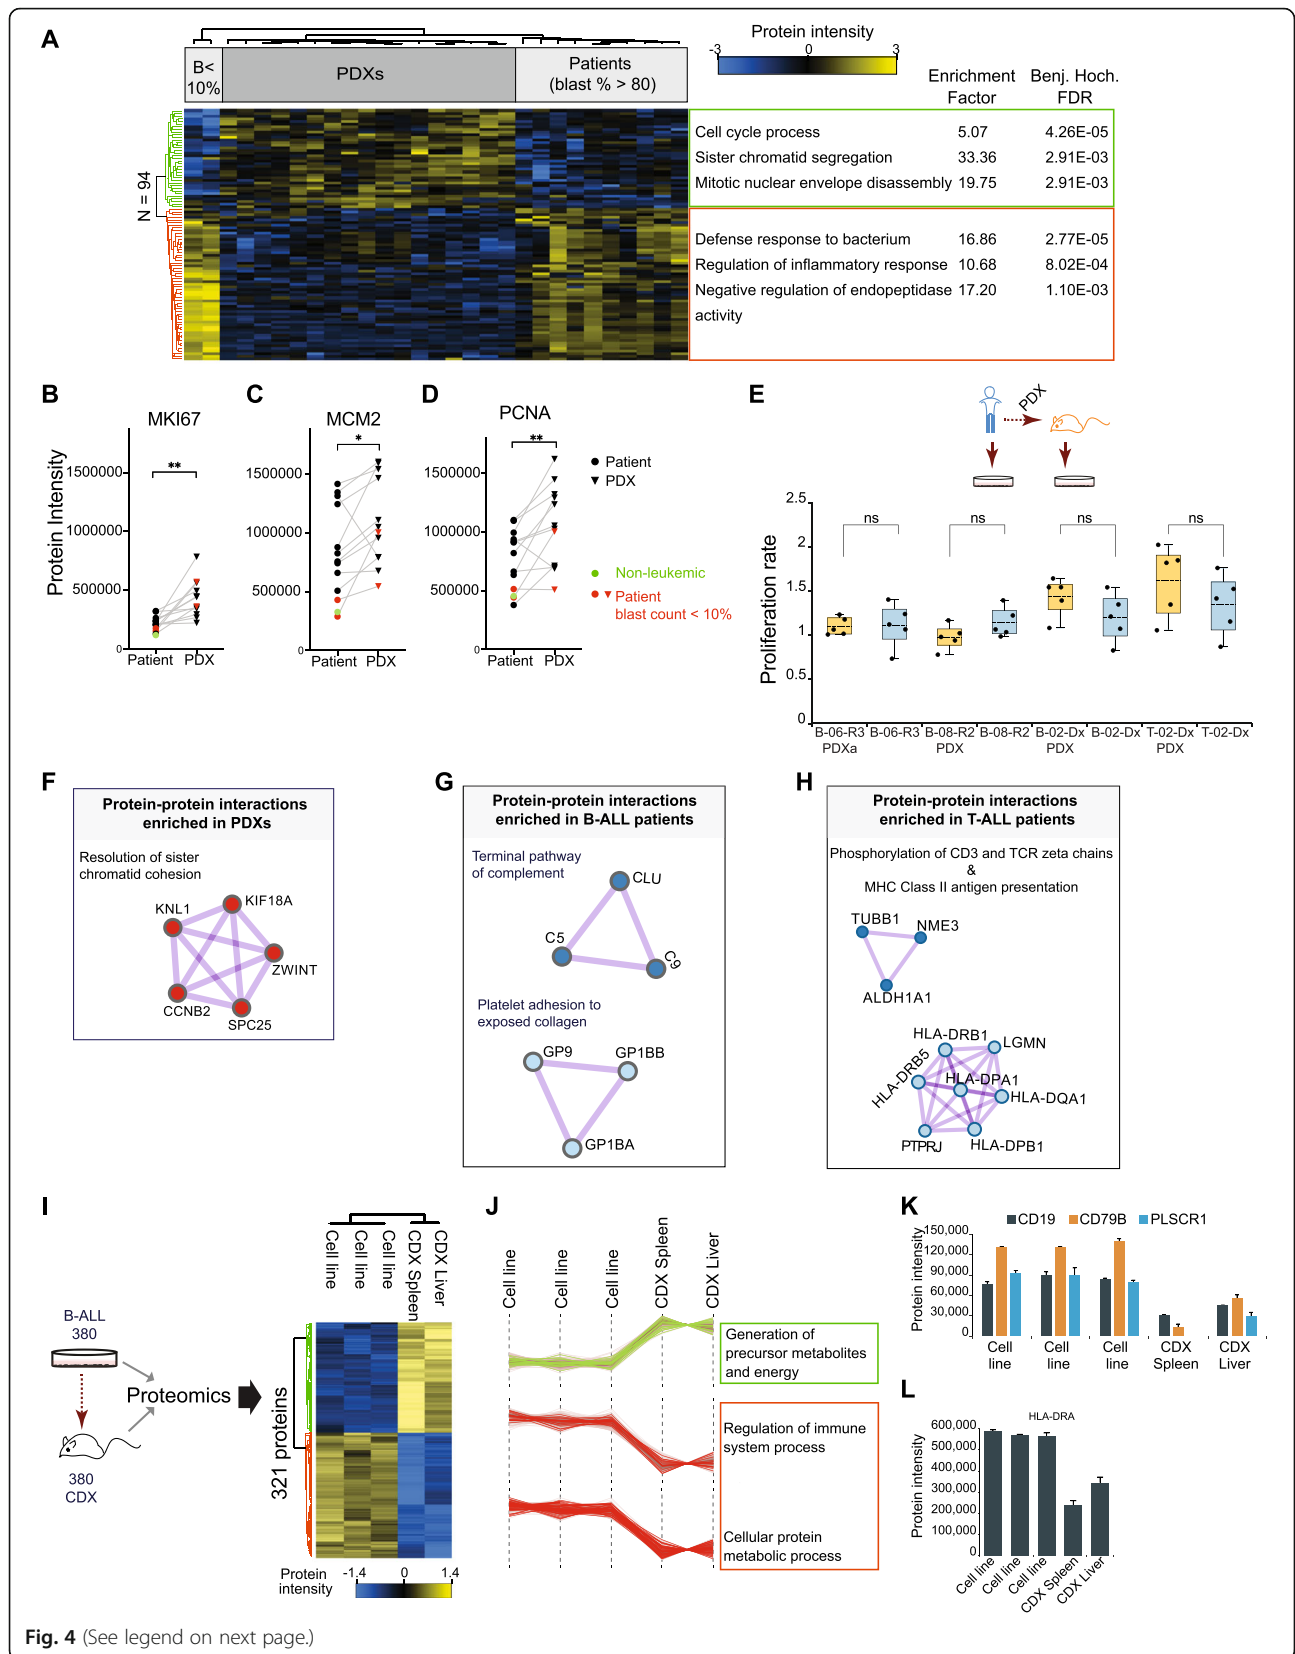 A
Protein intensity
-3 0 3
B<
10%
PDXs
Patients
(blast % > 80)
Enrichment
Factor
Benj. Hoch.
FDR
N = 94
Cell cycle process 5.07 4.26E-05
Sister chromatid segregation 33.36 2.91E-03
Mitotic nuclear envelope disassembly 19.75 2.91E-03
Defense response to bacterium 16.86 2.77E-05
Regulation of inflammatory response 10.68 8.02E-04
Negative regulation of endopeptidase 17.20 1.10E-03
activity
B
MKI67
Protein Intensity
1500000
1000000
500000
0
**
Patient PDX
C
MCM2
1500000
1000000
500000
0
*
Patient PDX
D
PCNA
1500000
1000000
500000
0
**
Patient PDX
Patient
PDX
Non-leukemic
Patient
blast count < 10%
E
PDX
Proliferation rate
2.5
2
1.5
1
0.5
0
ns ns ns ns
B-06-R3 B-06-R3 B-08-R2 B-08-R2 B-02-Dx B-02-Dx T-02-Dx T-02-Dx
PDXa PDX PDX PDX
F
Protein-protein interactions
enriched in PDXs
Resolution of sister
chromatid cohesion
KNL1
KIF18A
ZWINT
CCNB2
SPC25
G
Protein-protein interactions
enriched in B-ALL patients
Terminal pathway
of complement
CLU
C5
C9
Platelet adhesion to
exposed collagen
GP9
GP1BB
GP1BA
H
Protein-protein interactions
enriched in T-ALL patients
Phosphorylation of CD3 and TCR zeta chains
&
MHC Class II antigen presentation
TUBB1
NME3
ALDH1A1
HLA-DRB1
LGMN
HLA-DRB5
HLA-DPA1
HLA-DQA1
PTPRJ
HLA-DPB1
I
B-ALL
380
Proteomics
380
CDX
Cell line
Cell line
Cell line
CDX Spleen
CDX Liver
321 proteins
Protein
intensity
-1.4 0 1.4
J
Cell line
Cell line
Cell line
CDX Spleen
CDX Liver
Generation of
precursor metabolites
and energy
Regulation of immune
system process
Cellular protein
metabolic process
K
CD19 CD79B PLSCR1
Protein intensity
150,000
120,000
90,000
60,000
30,000
0
Cell
line
Cell
line
Cell
line
CDX
Spleen
CDX
Liver
L
HLA-DRA
Protein intensity
600,000
500,000
400,000
300,000
200,000
100,000
0
Cell line
Cell line
Cell line
CDX Spleen
CDX Liver
Fig. 4 (See legend on next page.)